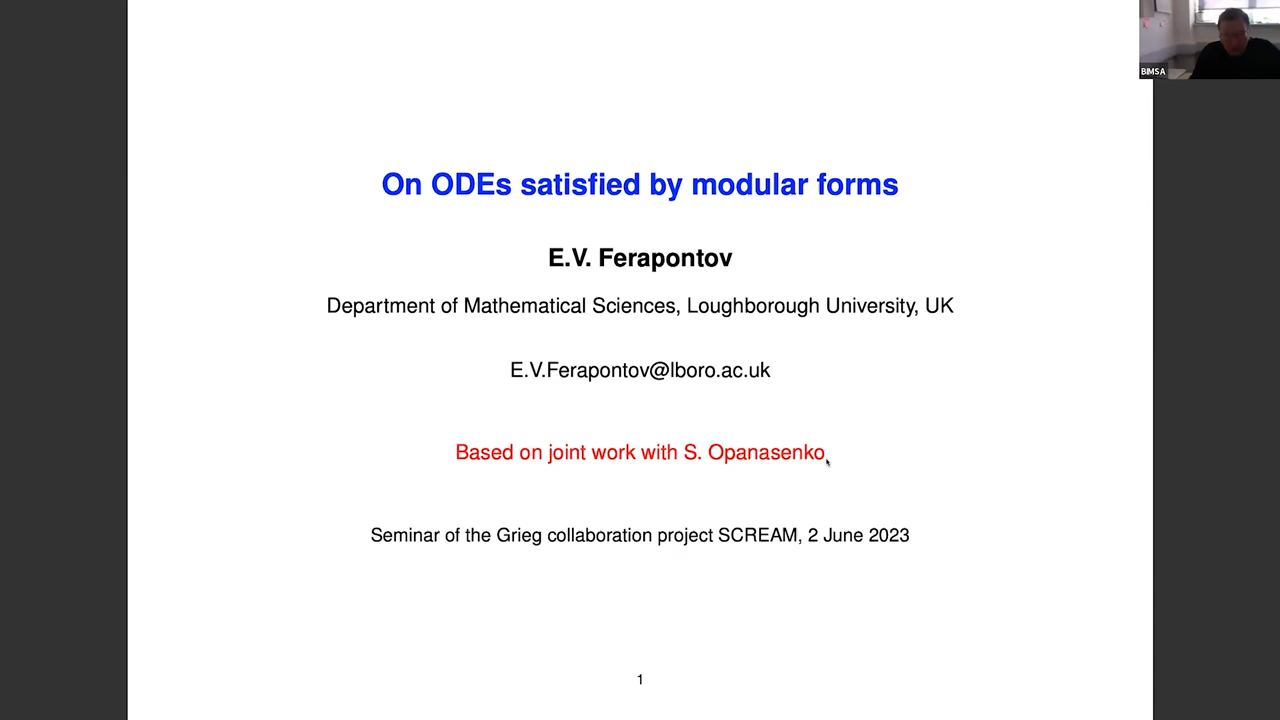 BIMSA
On ODEs satisfied by modular forms
E.V. Ferapontov
Department of Mathematical Sciences, Loughborough University, UK
E.V.Ferapontov@lboro.ac.uk
Based on joint work with S. Opanasenko
Seminar of the Grieg collaboration project SCREAM, 2 June 2023
1